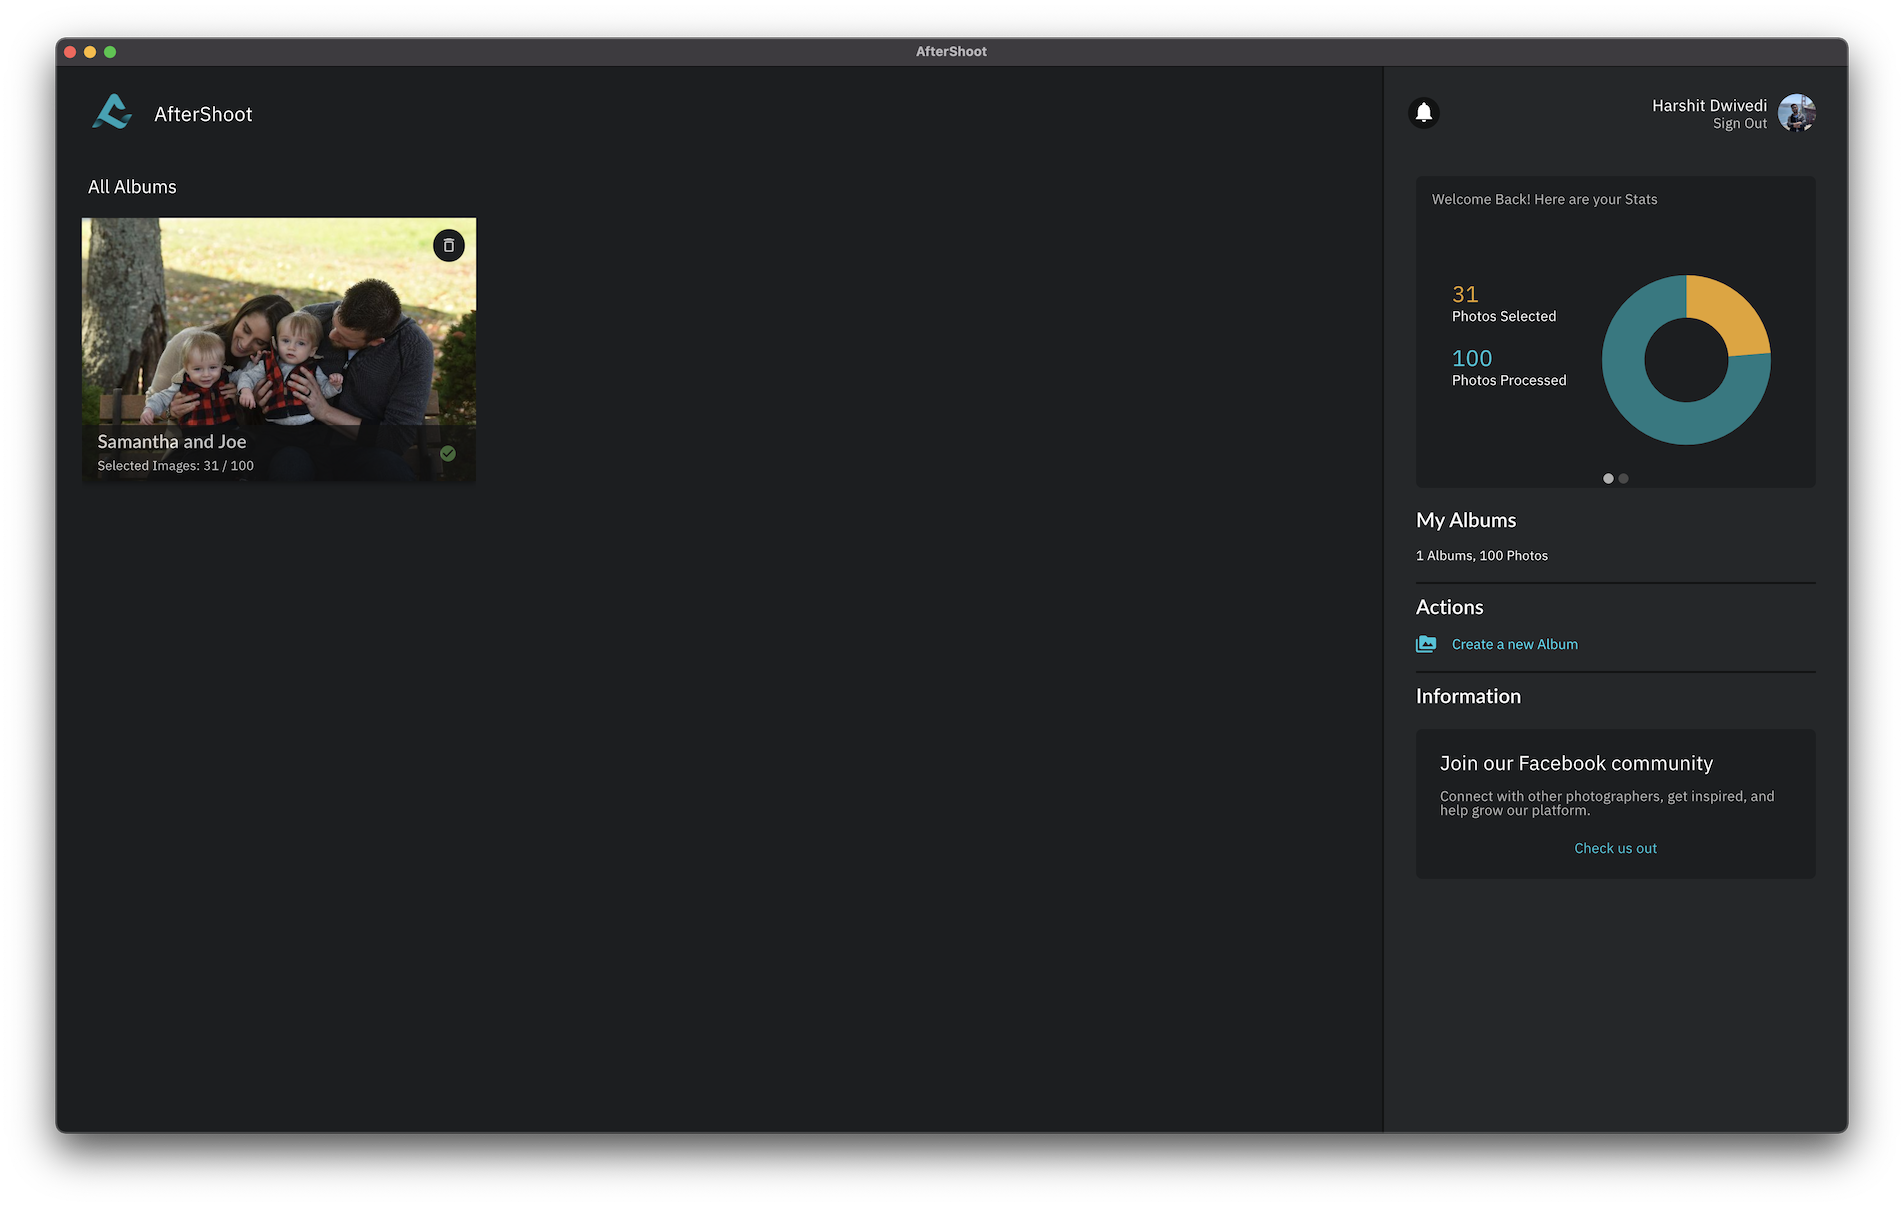 AfterShoot
AfterShoot
All Albums
Samantha and Joe
Selected Images: 31 / 100
Harshit Dwivedi
Sign Out
Welcome Back! Here are your Stats
31
Photos Selected
100
Photos Processed
My Albums
1 Albums, 100 Photos
Actions
Create a new Album
Information
Join our Facebook community
Connect with other photographers, get inspired, and
help grow our platform.
Check us out